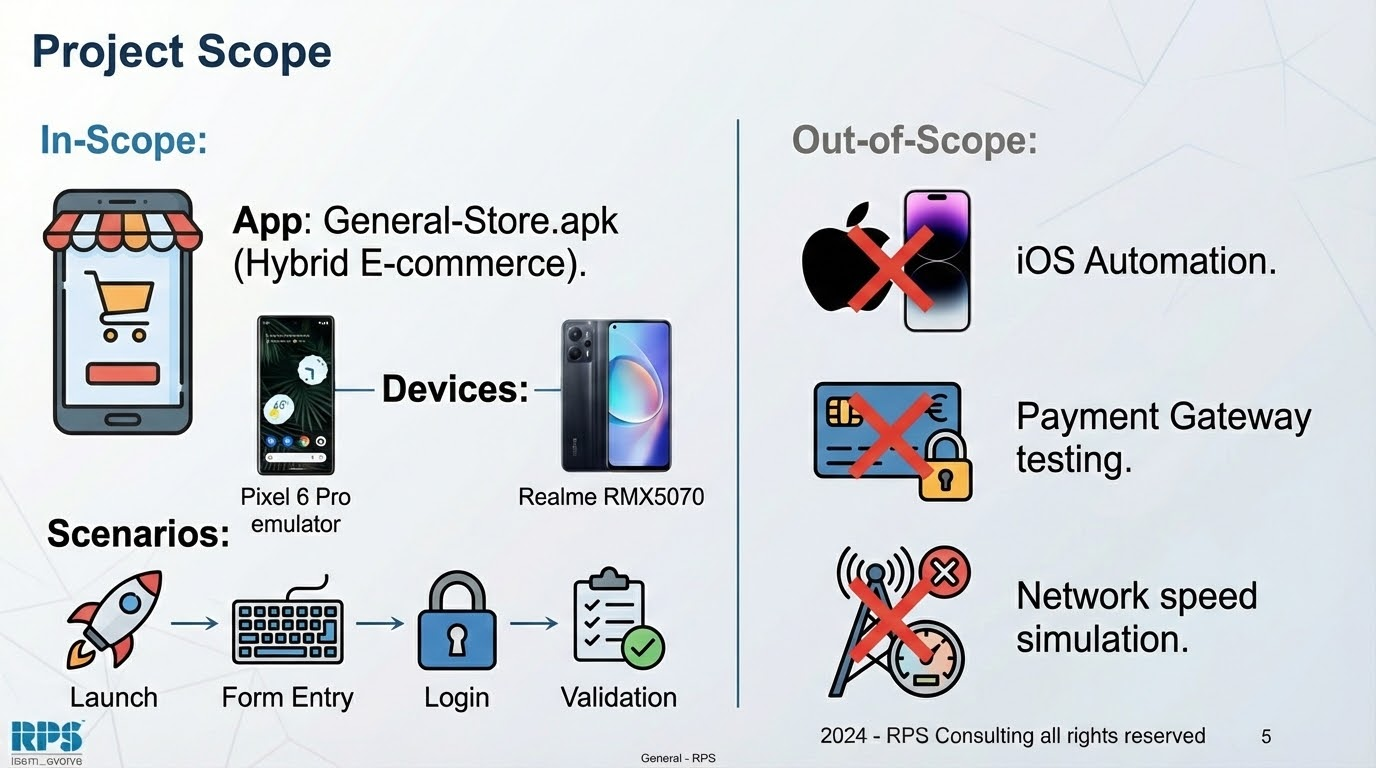 Project Scope
In-Scope:
App: General-Store.apk
(Hybrid E-commerce).
Devices:
Pixel 6 Pro
emulator
Realme RMX5070
Scenarios:
Launch
Form Entry
Login
Validation
Out-of-Scope:
iOS Automation.
Payment Gateway
testing.
Network speed
simulation.
RPS
2024 - RPS Consulting all rights reserved
5
General - RPS